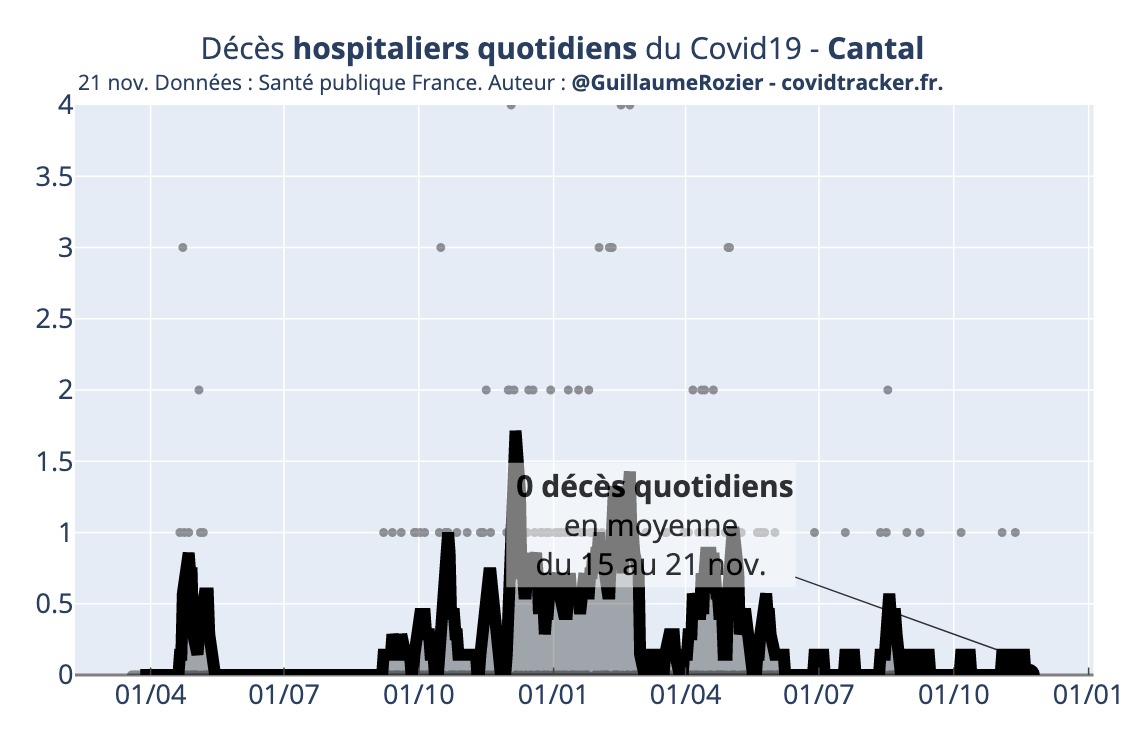 Décès hospitaliers quotidiens du Covid19 - Cantal
21 nov. Données : Santé publique France. Auteur : @GuillaumeRozier - covidtracker.fr.
4
3.5
3
2.5
2
1.5
1
0.5
0
0 décès quotidiens
en moyenne
du 15 au 21 nov.
01/04 01/07 01/10 01/01 01/04 01/07 01/10 01/01